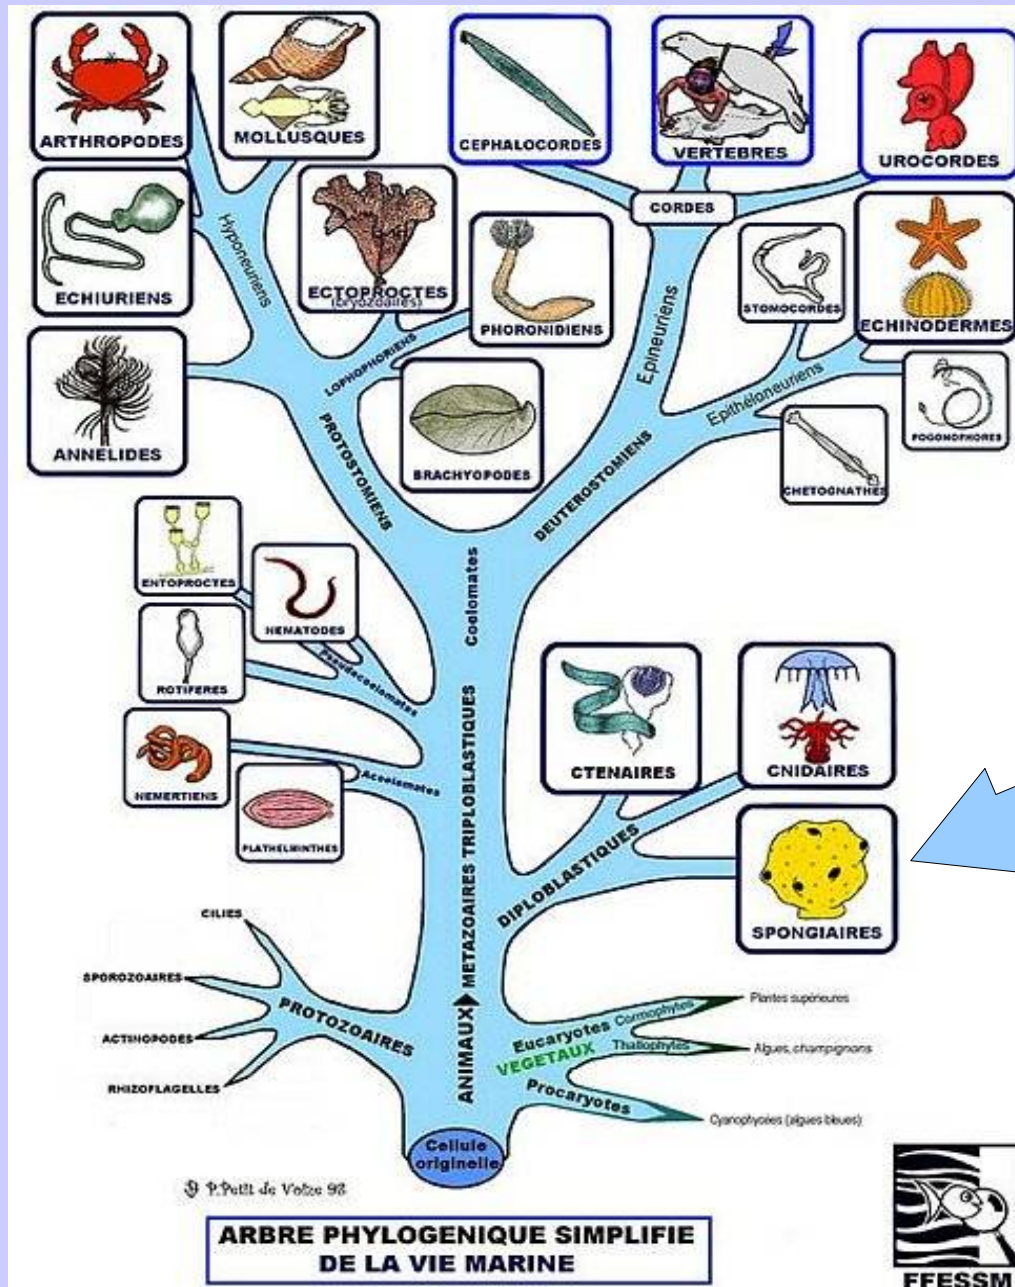 ARTHROPODES
MOLLUSQUES
CEPHALOCORDES
VERTEBRES
UROCORDES
CORDES
ECHIURIENS
Hyponeuriens
ECTOPROCTES
(bryozoaires)
PHORONIDIENS
Epineuriens
STOMOCORDES
ECHINODERMES
ANNELIDES
LOPHOPHORIENS
BRACHYOPODES
PROTOSTOMIENS
DEUTEROSTOMIENS
Epithéloneuriens
POGONOPHORES
CHETOGNATHES
ENTOPROCTES
NEMATODES
Coelomates
ROTIFERES
Pseudocoelomates
NEMERTIENS
Acoelomates
PLATHELMINTHES
CTENAIRES
CNIDAIRES
METAZOAIRES TRIPLOBLASTIQUES
DIPLOBLASTIQUES
SPONGIAIRES
CILIES
SPOROZOAIRES
ACTINOPODES
RHIZOFLAGELLES
PROTOZOAIRES
ANIMAUX
Eucaryotes
Cormophytes
Plantes supérieures
VEGETAUX
Thallophytes
Algues, champignons
Procaryotes
Cyanophycées (algues bleues)
Cellule
originelle
P.Petit de Voize 98
ARBRE PHYLOGENIQUE SIMPLIFIE
DE LA VIE MARINE
FFESSM